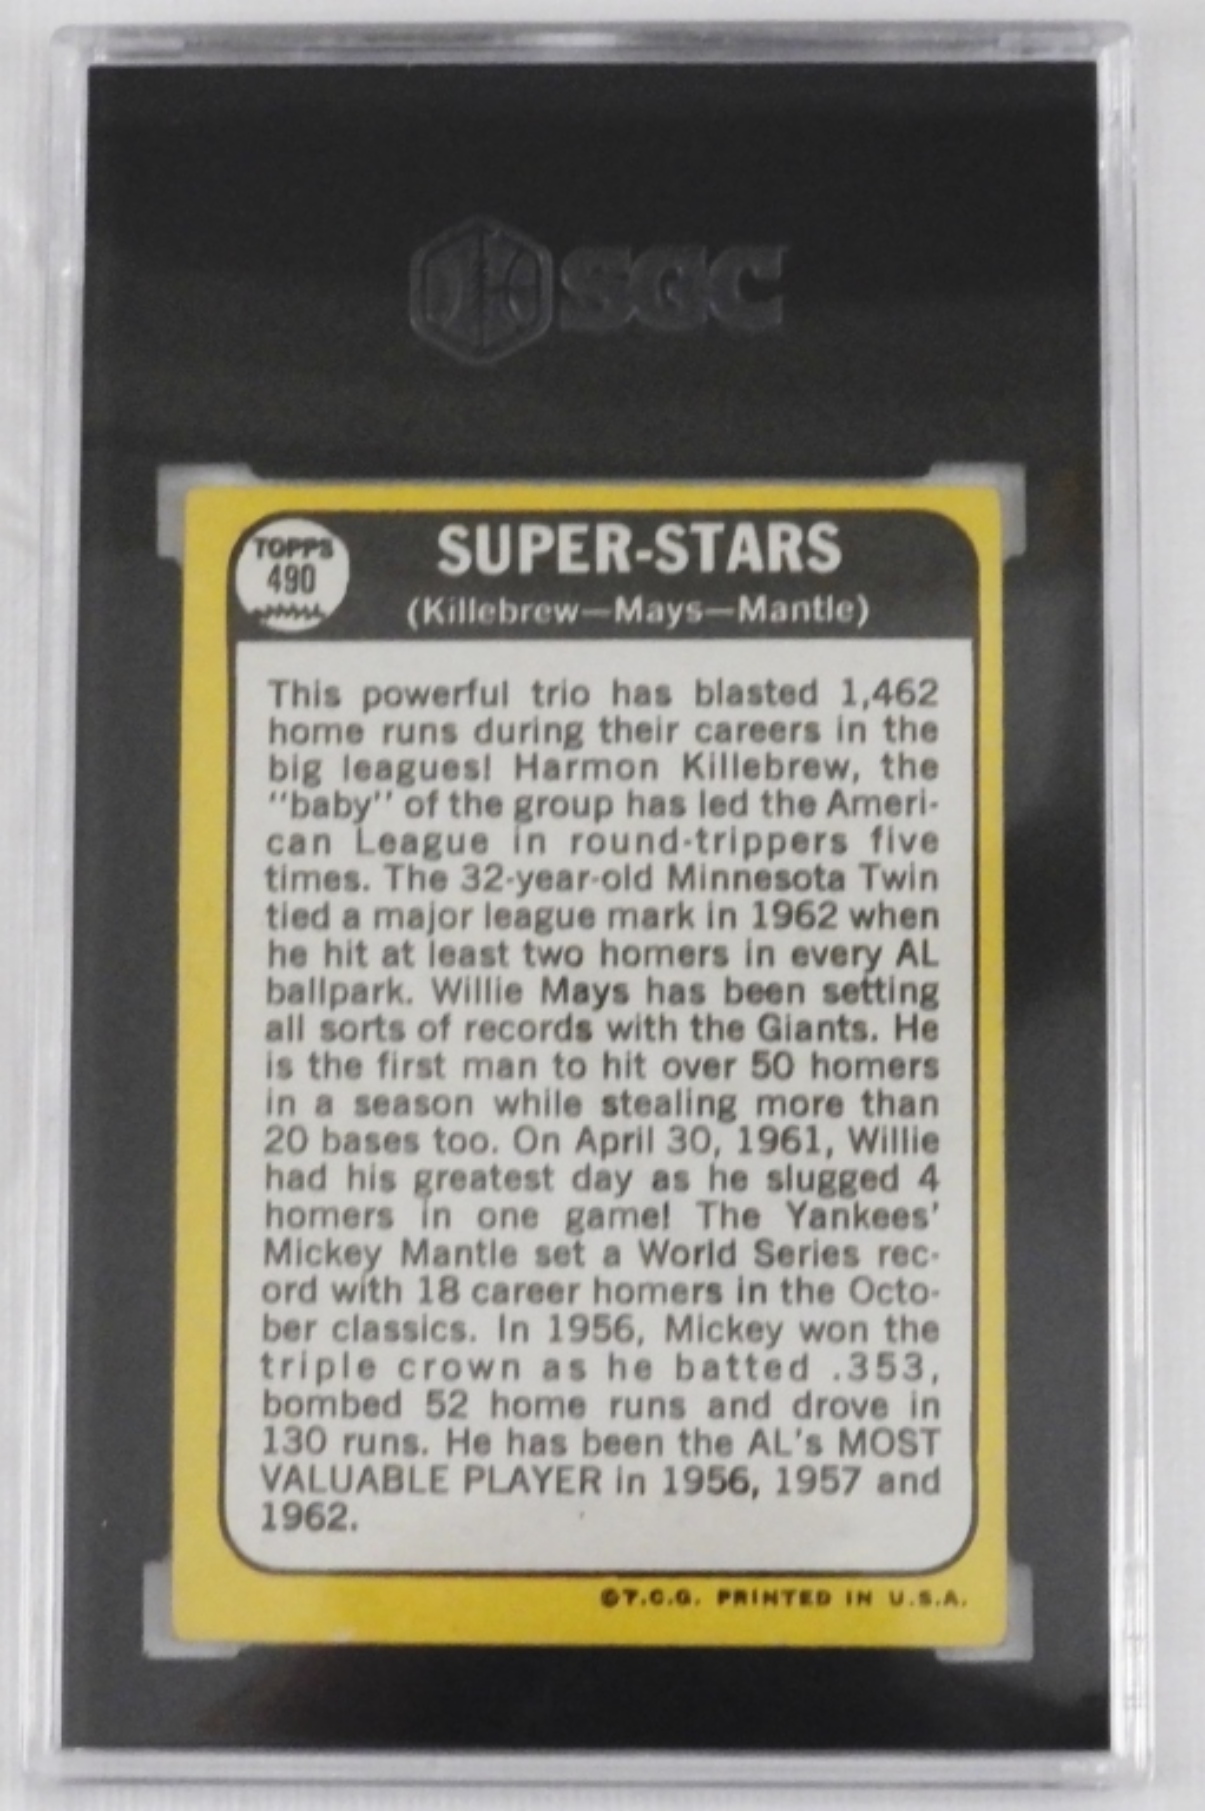 SGC
TOPPS
490
SUPER-STARS
(Killebrew—Mays—Mantle)
This powerful trio has blasted 1,462
home runs during their careers in the
big leagues! Harmon Killebrew, the
"baby" of the group has led the Ameri-
can League in round-trippers five
times. The 32-year-old Minnesota Twin
tied a major league mark in 1962 when
he hit at least two homers in every AL
ballpark. Willie Mays has been setting
all sorts of records with the Giants. He
is the first man to hit over 50 homers
in a season while stealing more than
20 bases too. On April 30, 1961, Willie
had his greatest day as he slugged 4
homers in one game! The Yankees'
Mickey Mantle set a World Series rec-
ord with 18 career homers in the Octo-
ber classics. In 1956, Mickey won the
triple crown as he batted .353,
bombed 52 home runs and drove in
130 runs. He has been the AL's MOST
VALUABLE PLAYER in 1956, 1957 and
1962.
©T.C.G. PRINTED IN U.S.A.